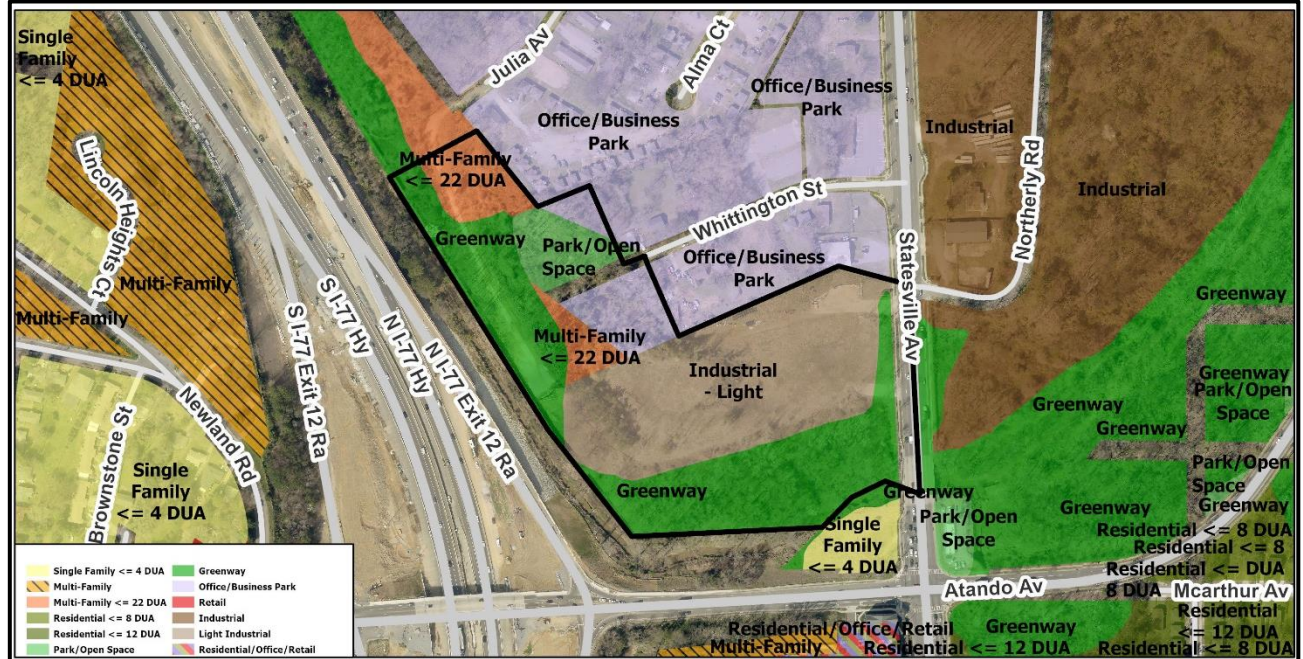 Single
Family
<= 4 DUA
Julia Av
Alma Ct
Office/Business
Park
Office/Business
Park
Industrial
Northerly Rd
Industrial
Lincoln Heights Ct
Multi-Family
<= 22 DUA
Whittington St
Greenway
Park/Open
Space
Office/Business
Park
Statesville Av
Multi-Family
Multi-Family
S I-77 Exit 12 Ra
S I-77 Hy
N I-77 Hy
N I-77 Exit 12 Ra
Multi-Family
<= 22 DUA
Industrial
- Light
Greenway
Greenway
Park/Open
Space
Greenway
Greenway
Newland Rd
Brownstone St
Single
Family
<= 4 DUA
Greenway
Greenway
Park/Open
Space
Single
Family
<= 4 DUA
Park/Open
Space
Greenway
Greenway
Residential <= 8 DUA
Residential <= 8
Residential <= DUA
8 DUA
Atando Av
Mcarthur Av
Residential
<= 12 DUA
Residential <= 8 DUA
Greenway
Residential/Office/Retail
Residential <= 12 DUA
Multi-Family
Single Family <= 4 DUA
Multi-Family
Multi-Family <= 22 DUA
Residential <= 8 DUA
Residential <= 12 DUA
Park/Open Space
Greenway
Office/Business Park
Retail
Industrial
Light Industrial
Residential/Office/Retail